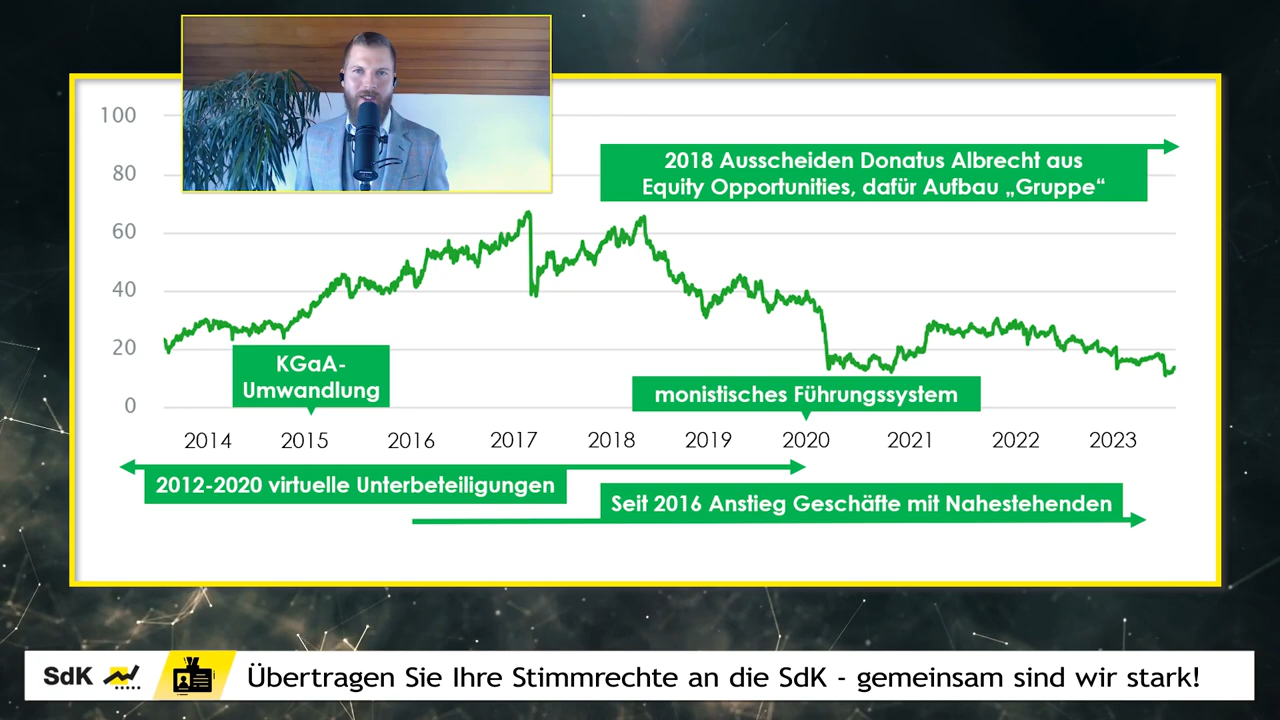 100
80
60
40
20
0
2018 Ausscheiden Donatus Albrecht aus
Equity Opportunities, dafür Aufbau „Gruppe“
KGaA-
Umwandlung
monistisches Führungssystem
2014 2015 2016 2017 2018 2019 2020 2021 2022 2023
2012-2020 virtuelle Unterbeteiligungen
Seit 2016 Anstieg Geschäfte mit Nahestehenden
SdK Übertragen Sie Ihre Stimmrechte an die SdK - gemeinsam sind wir stark!